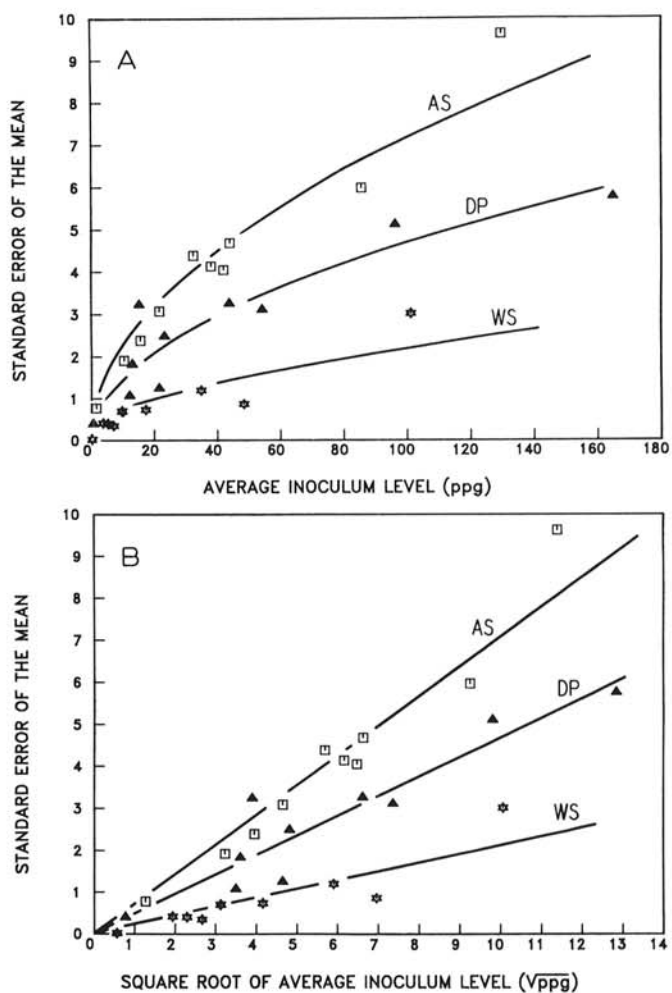 A
10
9
8
7
6
5
4
3
2
1
0
STANDARD ERROR OF THE MEAN
AS
DP
WS
0 20 40 60 80 100 120 140 160 180
AVERAGE INOCULUM LEVEL (ppg)
B
10
9
8
7
6
5
4
3
2
1
0
STANDARD ERROR OF THE MEAN
AS
DP
WS
0 1 2 3 4 5 6 7 8 9 10 11 12 13 14
SQUARE ROOT OF AVERAGE INOCULUM LEVEL (√ppg)